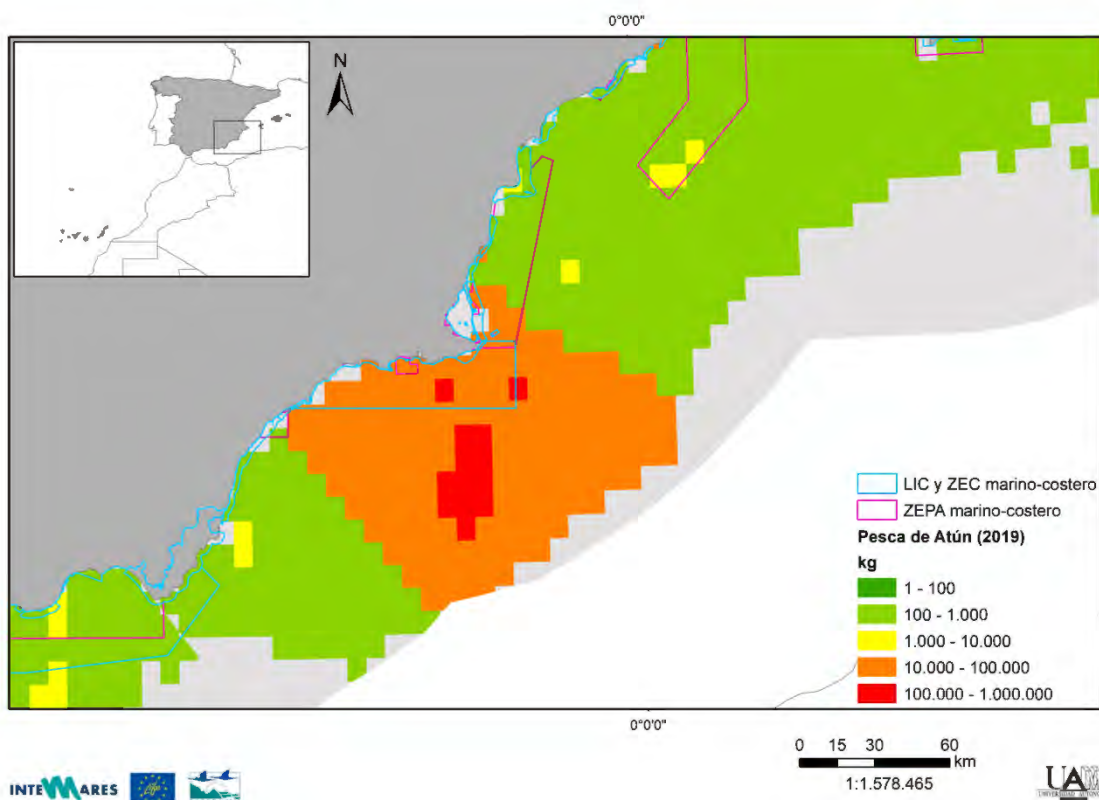 0°0'0"
N
LIC y ZEC marino-costero
ZEPA marino-costero
Pesca de Atún (2019)
kg
1 - 100
100 - 1.000
1.000 - 10.000
10.000 - 100.000
100.000 - 1.000.000
0°0'0"
0 15 30 60
km
1:1.578.465
INTEMARES
UAM